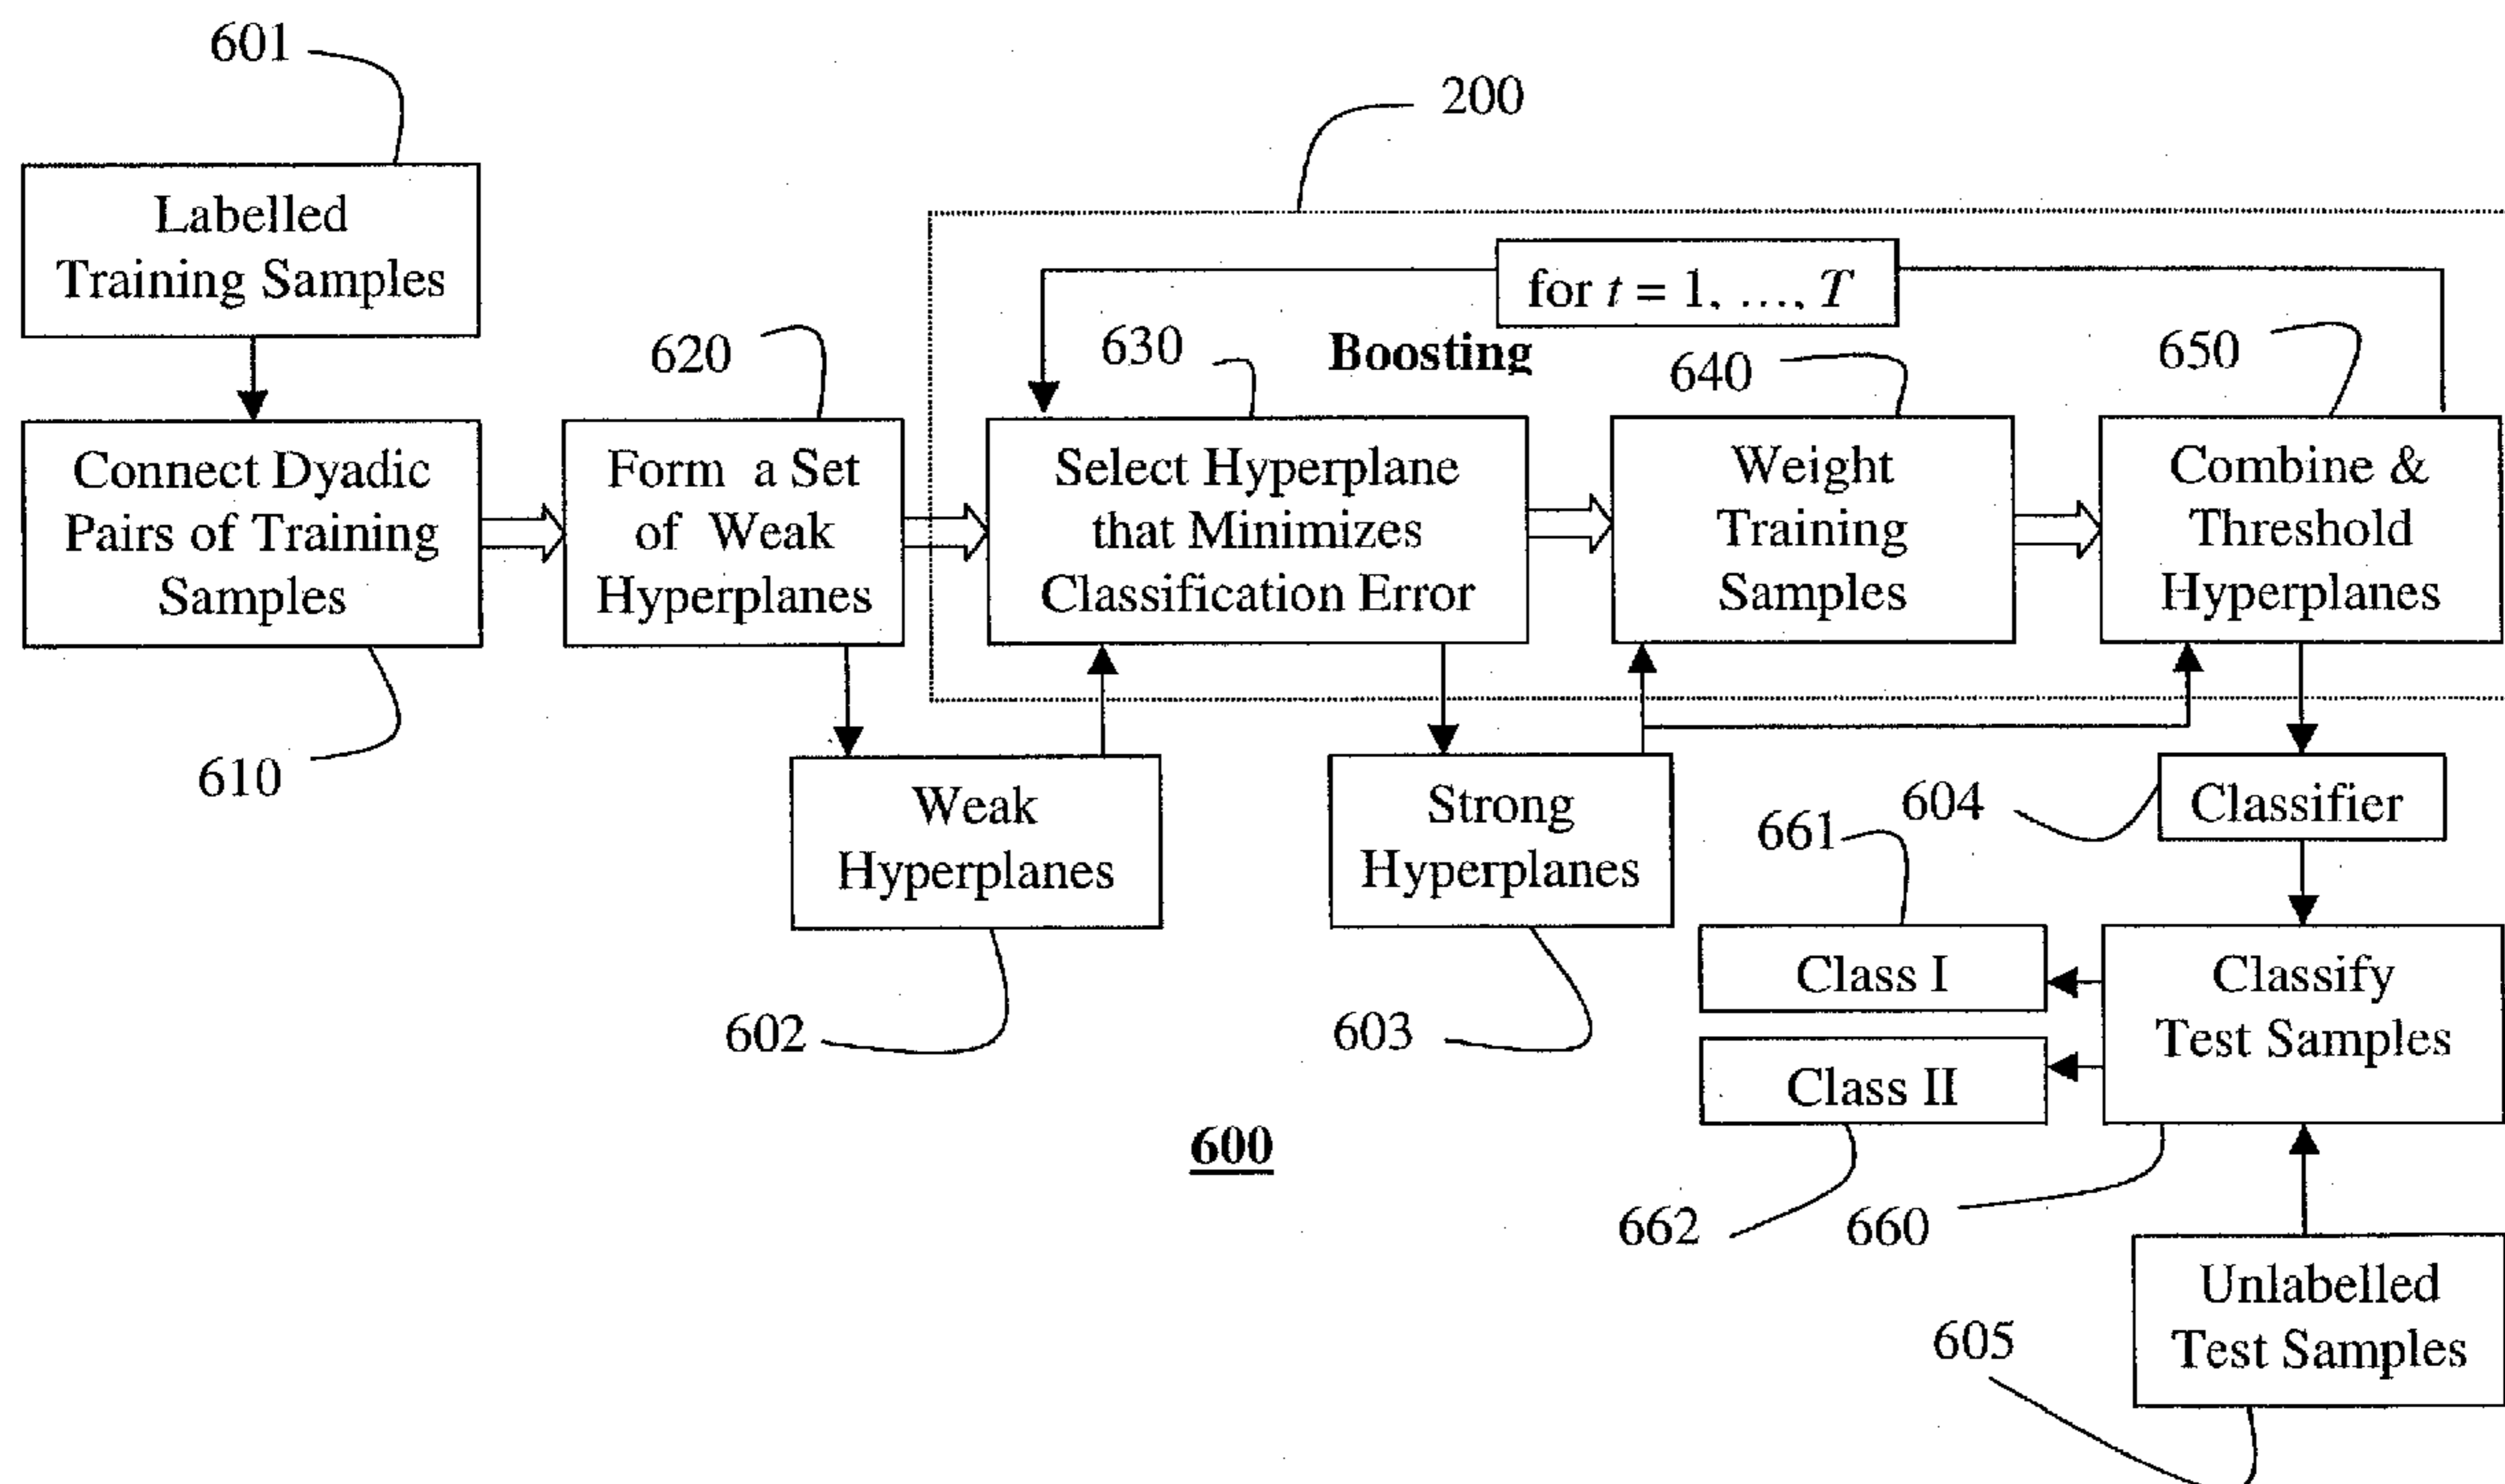 601
200
Labelled
Training Samples
for t = 1, …, T
Boosting
620
630
640
650
Connect Dyadic
Pairs of Training
Samples
Form a Set
of Weak
Hyperplanes
Select Hyperplane
that Minimizes
Classification Error
Weight
Training
Samples
Combine &
Threshold
Hyperplanes
610
Weak
Hyperplanes
Strong
Hyperplanes
661
604
Classifier
602
603
Class I
Class II
Classify
Test Samples
600
662
660
605
Unlabelled
Test Samples